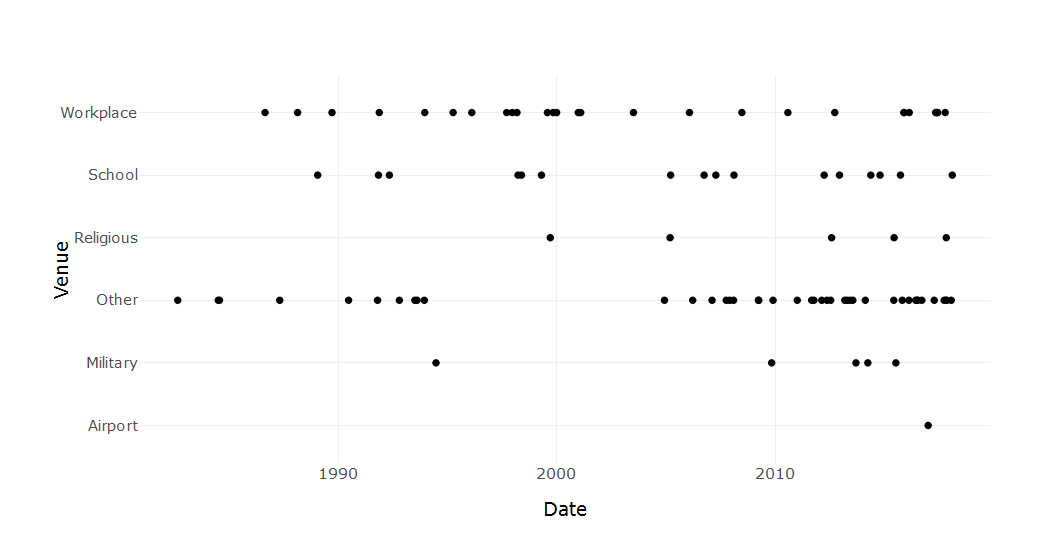 Workplace
School
Religious
Other
Military
Airport
Venue
1990 2000 2010
Date